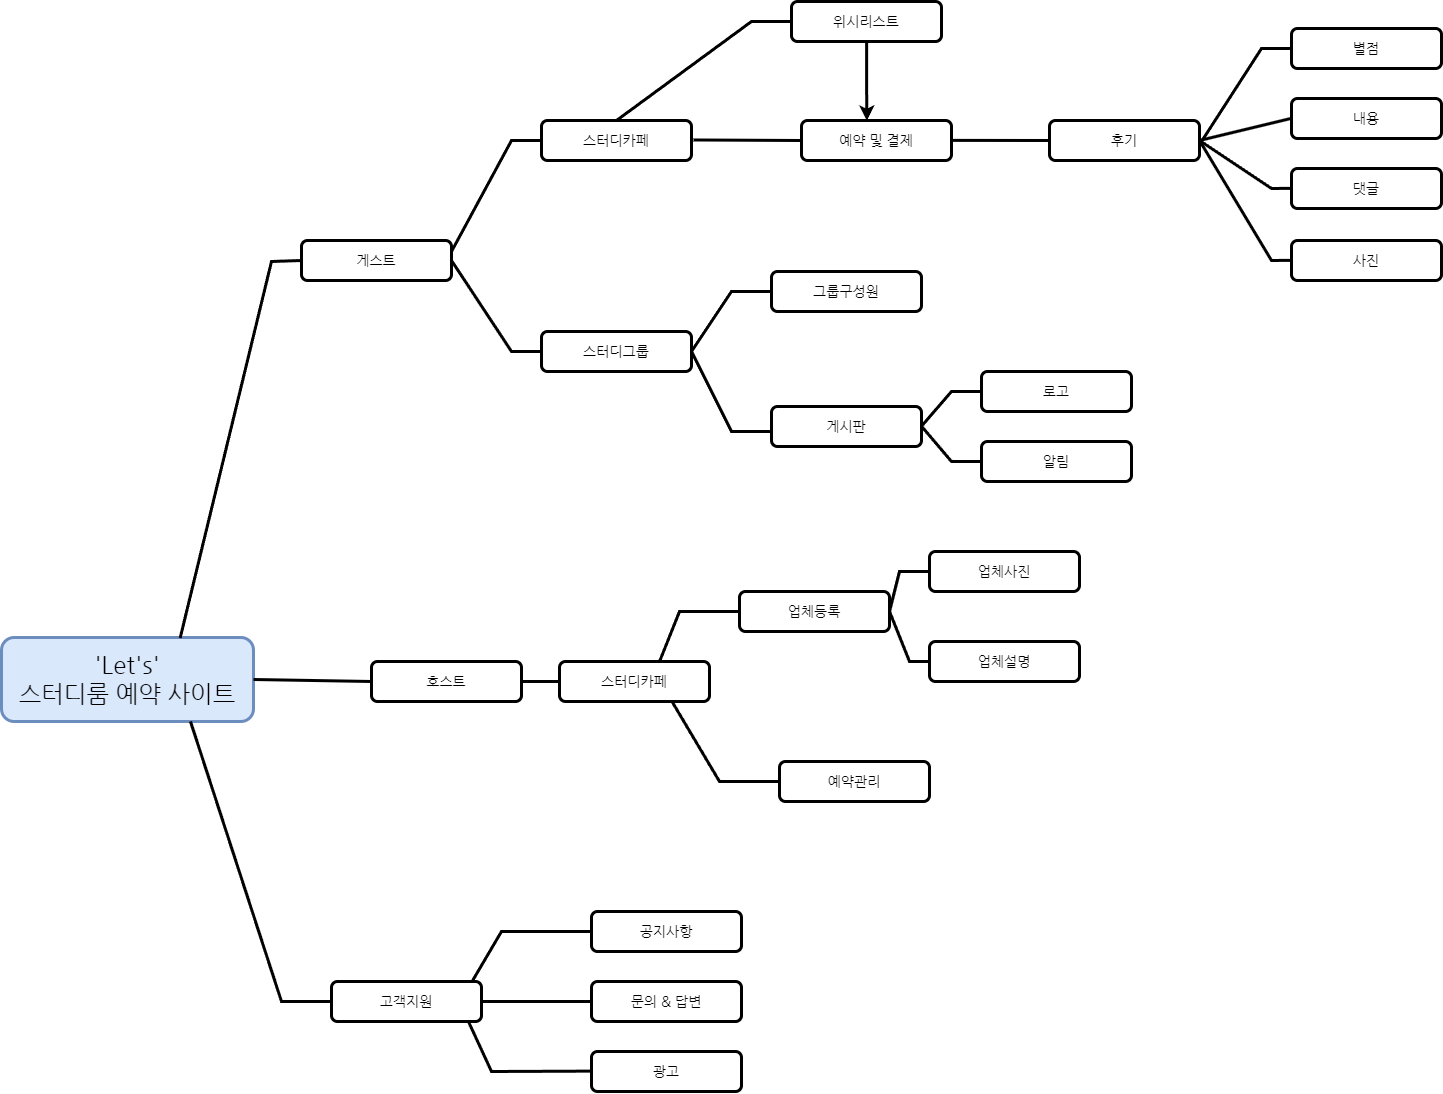 위시리스트
별점
내용
스터디카페
예약 및 결제
후기
댓글
게스트
사진
그룹구성원
스터디그룹
로고
게시판
알림
업체사진
업체등록
'Let's'
스터디룸 예약 사이트
호스트
스터디카페
업체설명
예약관리
공지사항
고객지원
문의 & 답변
광고